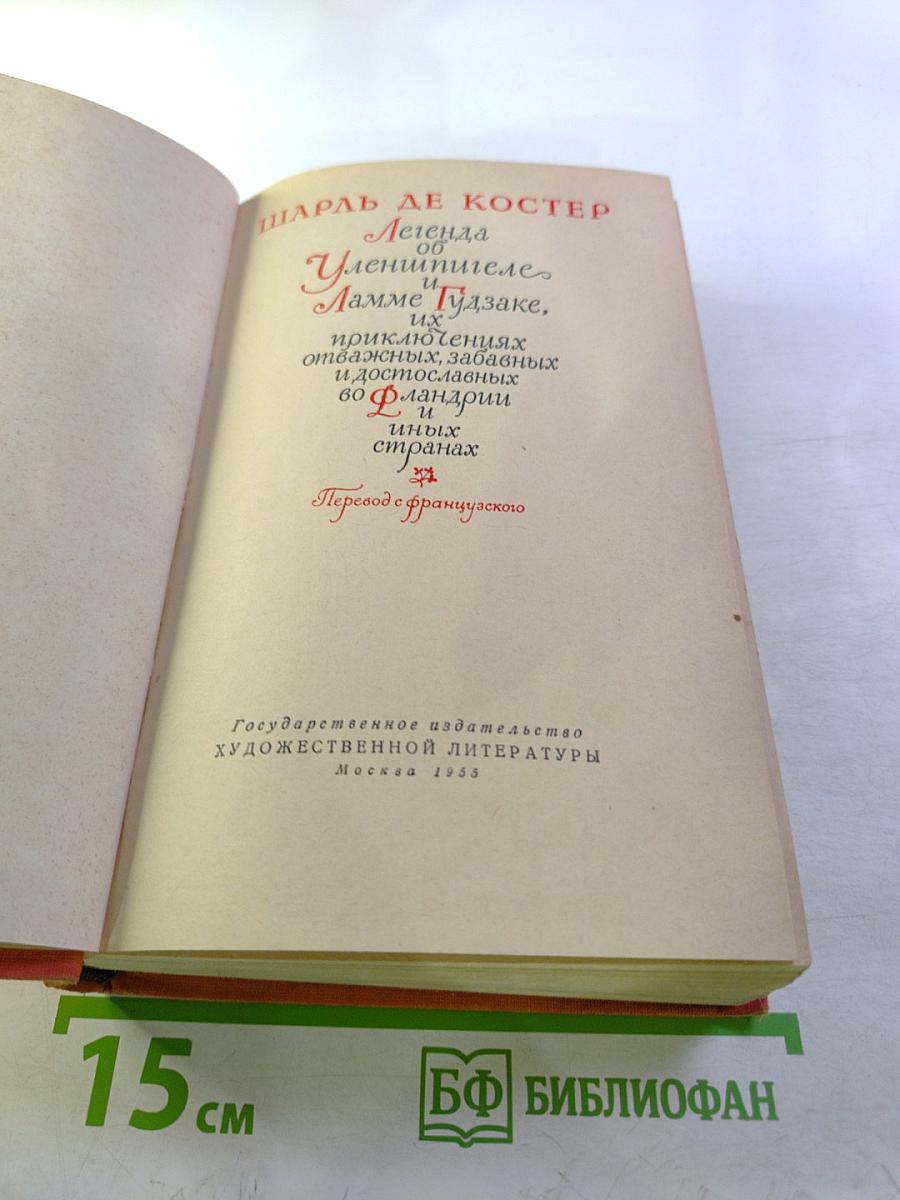 ШАРЛЬ ДЕ КОСТЕР
Легенда
об
Уленшпигеле
и
Ламме Гудзаке,
их
приключениях
отважных, забавных
и достославных
во Фландрии
и
иных
странах
Перевод с французского
Государственное издательство
ХУДОЖЕСТВЕННОЙ ЛИТЕРАТУРЫ
Москва 1955
15 см
БФ БИБЛИОФАН